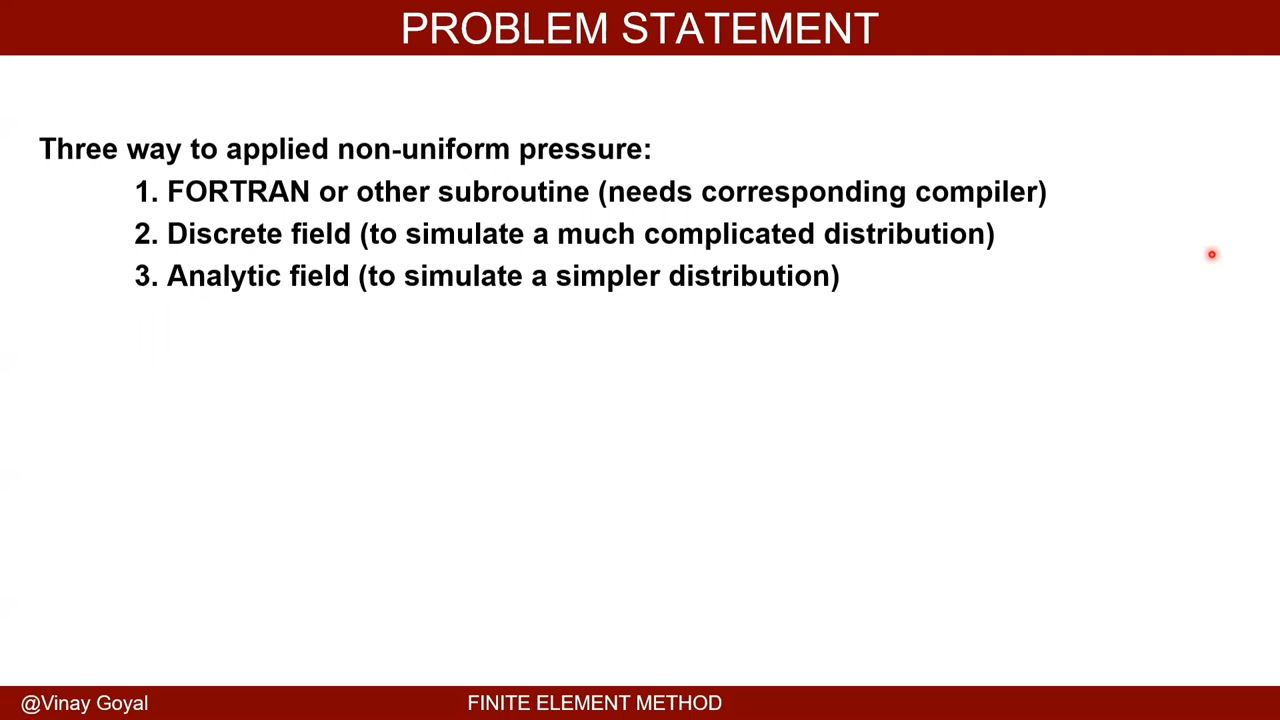 PROBLEM STATEMENT
Three way to applied non-uniform pressure:
1. FORTRAN or other subroutine (needs corresponding compiler)
2. Discrete field (to simulate a much complicated distribution)
3. Analytic field (to simulate a simpler distribution)
@Vinay Goyal
FINITE ELEMENT METHOD